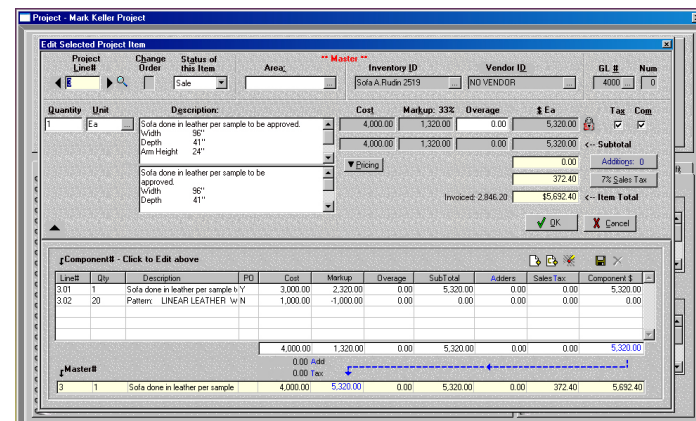 Project - Mark Keller Project
Edit Selected Project Item
Project Line# Change Order Status of this Item Area: ** Master ** Inventory ID Vendor ID GL # Num
Sale ... Sofa A.Rudin 2519 ... NO VENDOR ... 4000 ... 0
Quantity Unit Description: Cost Markup: 33% Overage $ Ea Tax Com
1 Ea ... Sofa done in leather per sample to be approved. 4,000.00 1,320.00 0.00 5,320.00
Width 96"
Depth 41"
Arm Height 24"
4,000.00 1,320.00 0.00 5,320.00 <-- Subtotal
Sofa done in leather per sample to be
approved.
Width 96"
Depth 41"
Pricing 0.00 Additions: 0
372.40 7% Sales Tax
Invoiced: 2,846.20 $5,692.40 <-- Item Total
OK Cancel
Component# - Click to Edit above
Line# Qty Description PO Cost Markup Overage SubTotal Adders Sales Tax Component $
3.01 1 Sofa done in leather per sample t Y 3,000.00 2,320.00 0.00 5,320.00 0.00 0.00 5,320.00
3.02 20 Pattern: LINEAR LEATHER W N 1,000.00 -1,000.00 0.00 0.00 0.00 0.00 0.00
4,000.00 1,320.00 0.00 5,320.00 0.00 0.00 5,320.00
0.00 Add
0.00 Tax
Master#
3 1 Sofa done in leather per sample 4,000.00 5,320.00 0.00 5,320.00 0.00 372.40 5,692.40